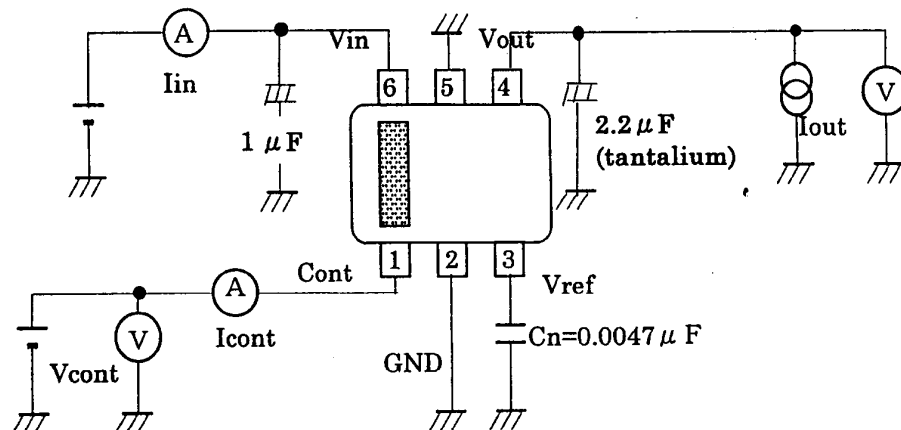 A
Vin
Vout
Iin
6
5
4
1 μF
2.2 μF
(tantalium)
Iout
V
1
2
3
Cont
A
Icont
V
Vcont
GND
Vref
Cn=0.0047 μ F